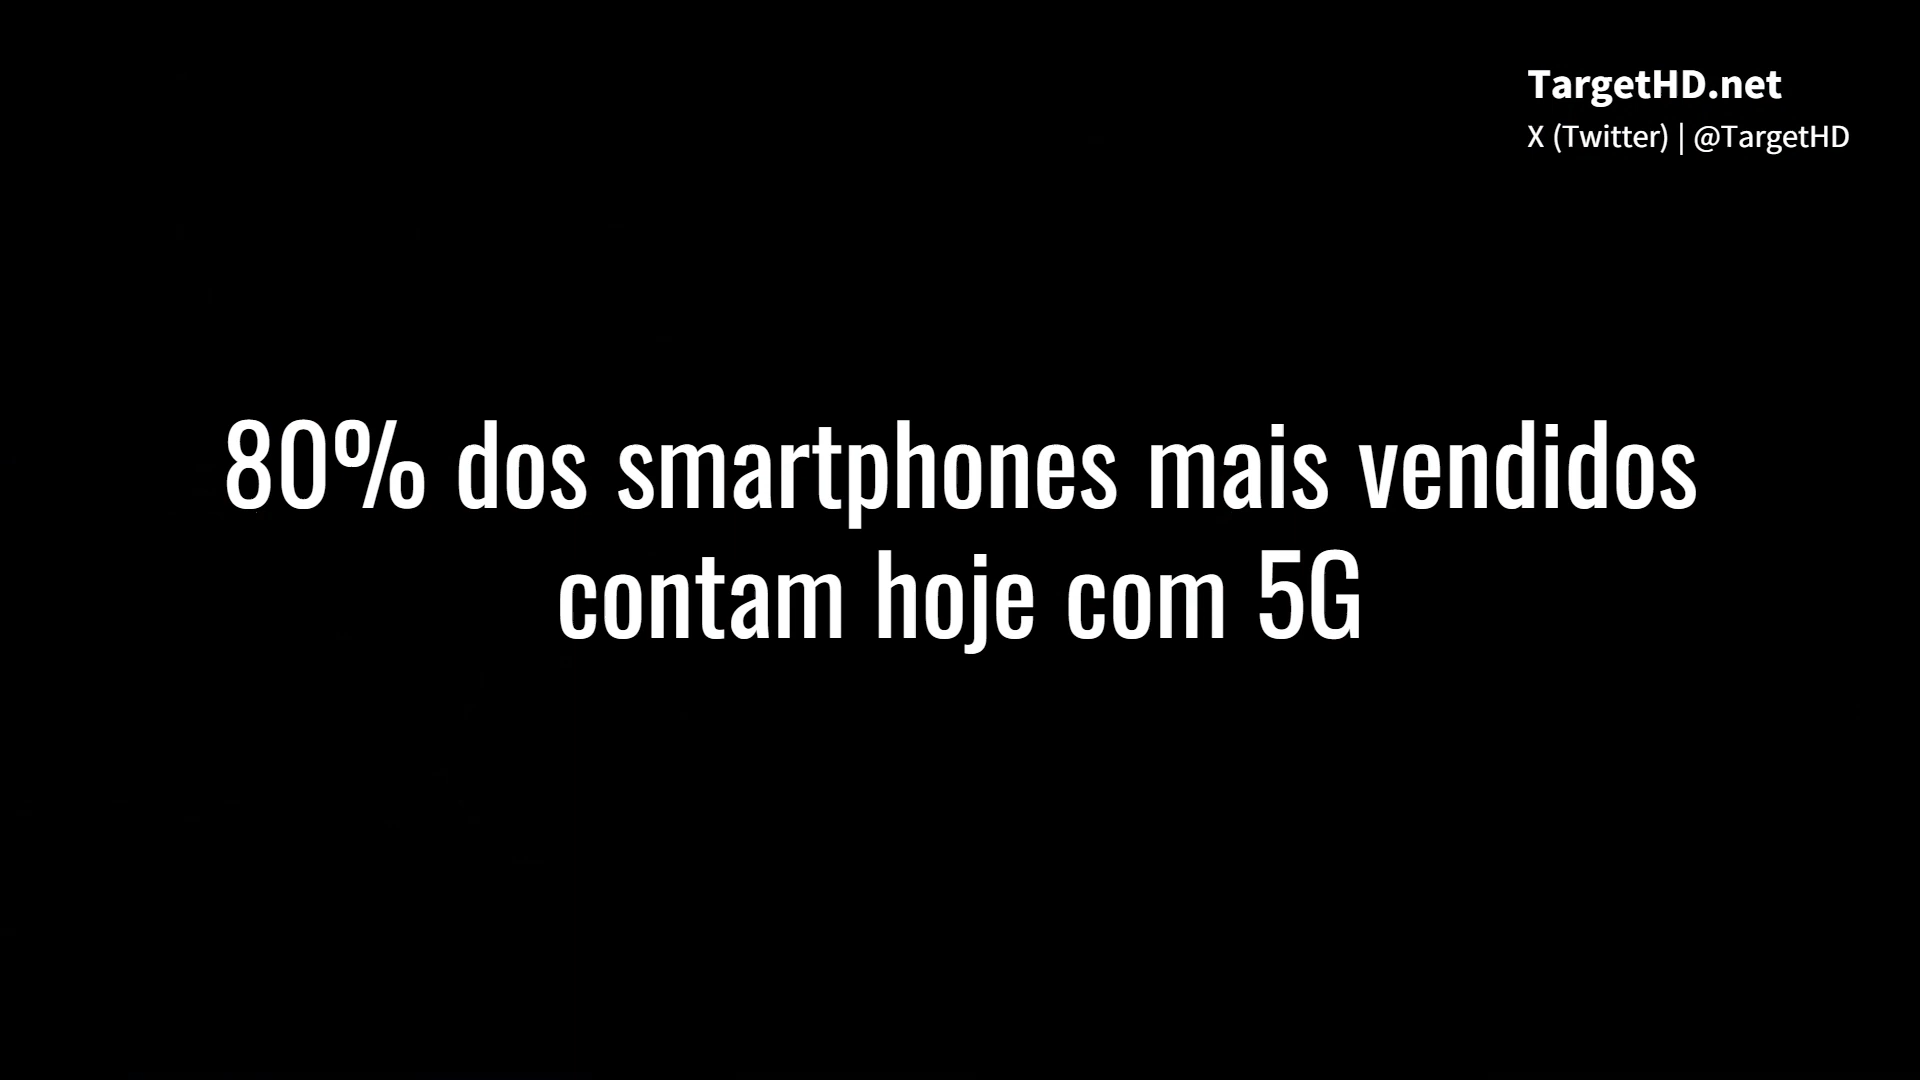 TargetHD.net
X (Twitter) | @TargetHD
80% dos smartphones mais vendidos
contam hoje com 5G